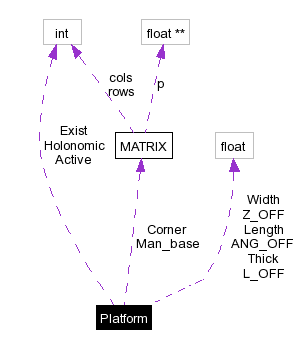 int
float **
cols
rows
p
Exist
Holonomic
Active
MATRIX
float
Corner
Man_base
Width
Z_OFF
Length
ANG_OFF
Thick
L_OFF
Platform